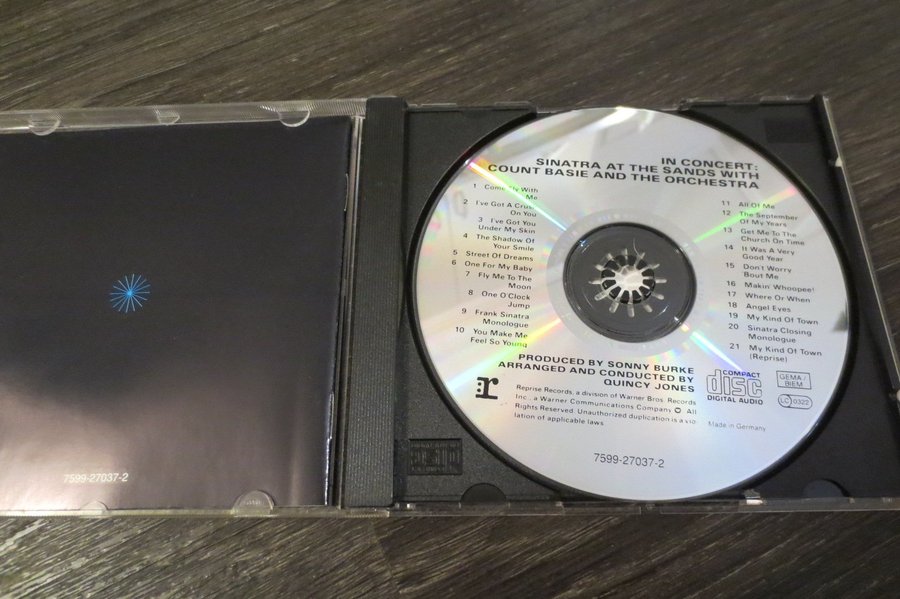 7599-27037-2
IN CONCERT:
SINATRA AT THE SANDS WITH
COUNT BASIE AND THE ORCHESTRA
1 Come Fly With
Me
2 I've Got A Crush
On You
3 I've Got You
Under My Skin
4 The Shadow Of
Your Smile
5 Street Of Dreams
6 One For My Baby
7 Fly Me To The
Moon
8 One O'Clock
Jump
9 Frank Sinatra
Monologue
10 You Make Me
Feel So Young
11 All Of Me
12 The September
Of My Years
13 Get Me To The
Church On Time
14 It Was A Very
Good Year
15 Don't Worry
'Bout Me
16 Makin' Whoopee!
17 Where Or When
18 Angel Eyes
19 My Kind Of Town
20 Sinatra Closing
Monologue
21 My Kind Of Town
(Reprise)
PRODUCED BY SONNY BURKE
ARRANGED AND CONDUCTED BY
QUINCY JONES
:r
Reprise Records, a division of Warner Bros. Records
Inc., a Warner Communications Company. All
Rights Reserved. Unauthorized duplication is a vio-
lation of applicable laws.
COMPACT
disc
DIGITAL AUDIO
GEMA/
BIEM
LC 0322
Made in Germany
7599-27037-2